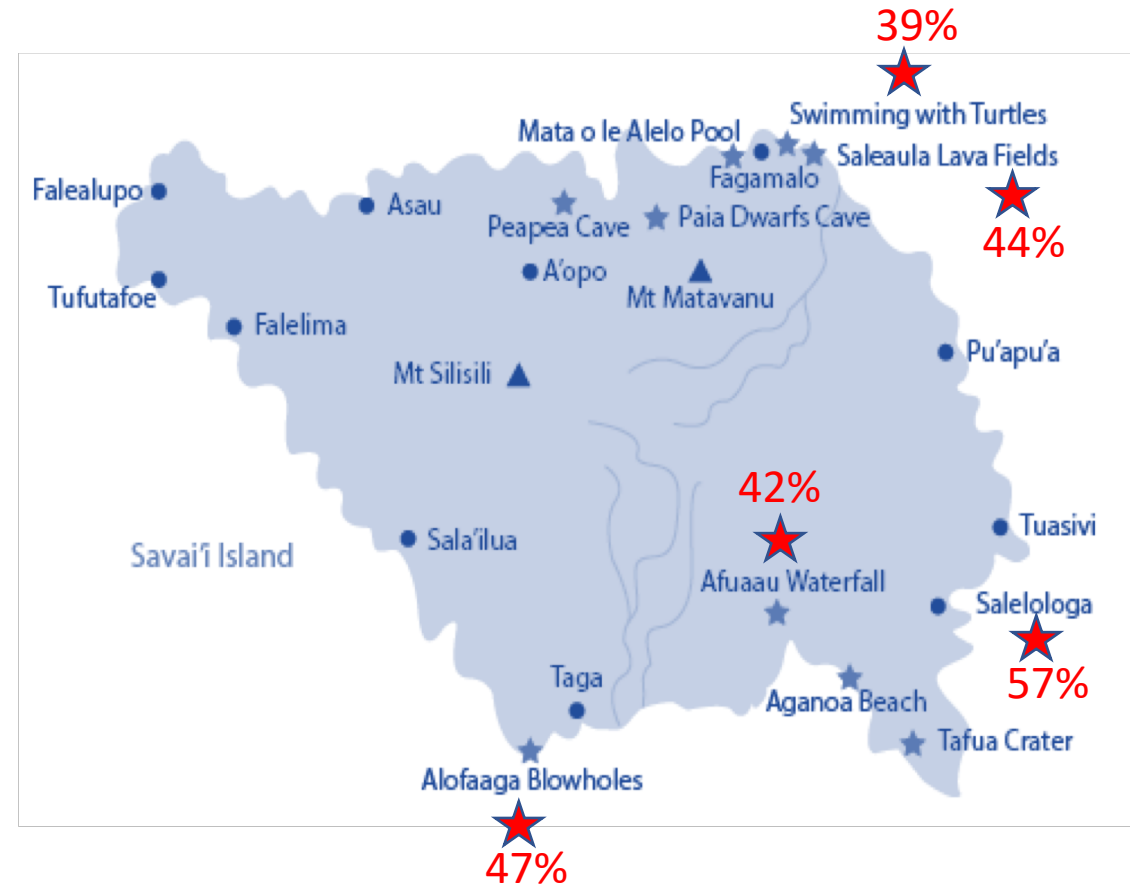 39%
Swimming with Turtles
Mata o le Alelo Pool
Saleaula Lava Fields
Fagamalo
44%
Falealupo
Asau
Peapea Cave
Paia Dwarfs Cave
A'opo
Mt Matavanu
Tufutafoe
Falelima
Pu'apu'a
Mt Silisili
42%
Tuasivi
Sala'ilua
Savai'i Island
Afuaau Waterfall
Salelologa
57%
Taga
Aganoa Beach
Tafua Crater
Alofaaga Blowholes
47%